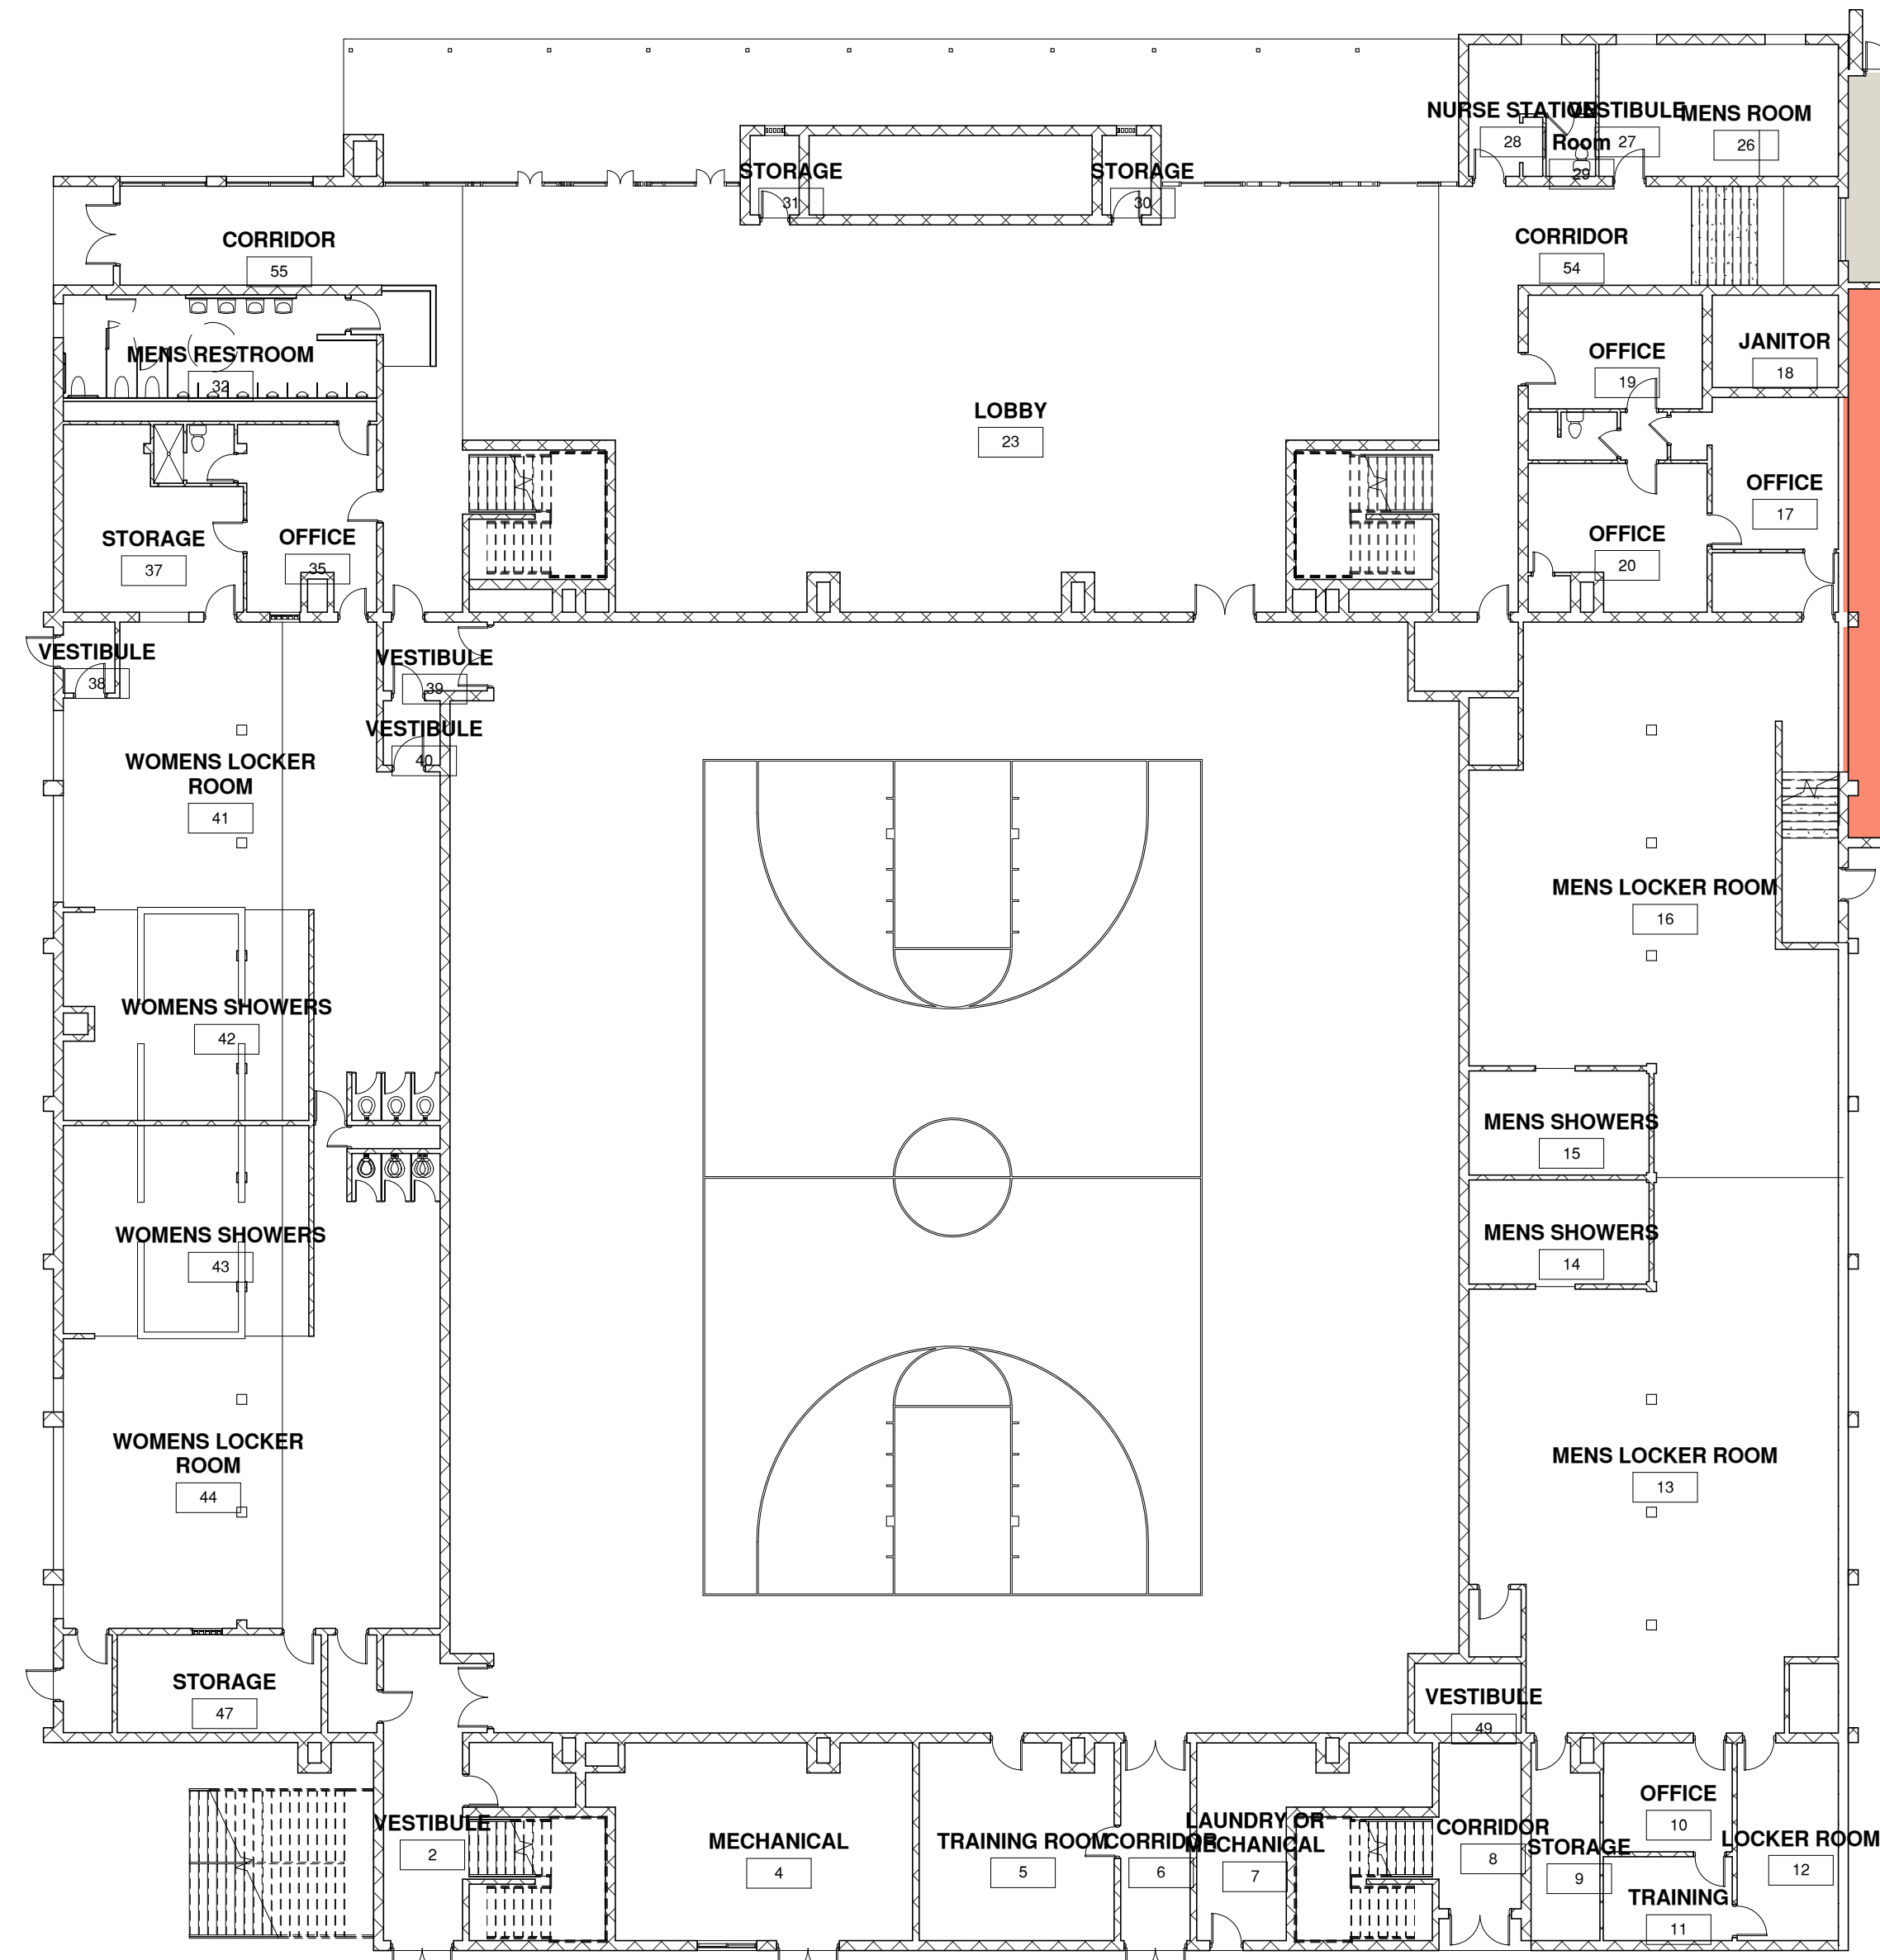 NURSE STATION
VESTIBULE
MENS ROOM
28
Room
27
26
29
STORAGE
31
STORAGE
30
CORRIDOR
55
CORRIDOR
54
MENS RESTROOM
32
OFFICE
19
JANITOR
18
LOBBY
23
STORAGE
37
OFFICE
35
OFFICE
20
OFFICE
17
VESTIBULE
38
VESTIBULE
39
VESTIBULE
40
WOMENS LOCKER
ROOM
41
MENS LOCKER ROOM
16
WOMENS SHOWERS
42
MENS SHOWERS
15
WOMENS SHOWERS
43
MENS SHOWERS
14
WOMENS LOCKER
ROOM
44
MENS LOCKER ROOM
13
STORAGE
47
VESTIBULE
49
VESTIBULE
2
MECHANICAL
4
TRAINING ROOM
5
CORRIDOR
6
LAUNDRY OR
MECHANICAL
7
CORRIDOR
8
STORAGE
9
OFFICE
10
TRAINING
11
LOCKER ROOM
12